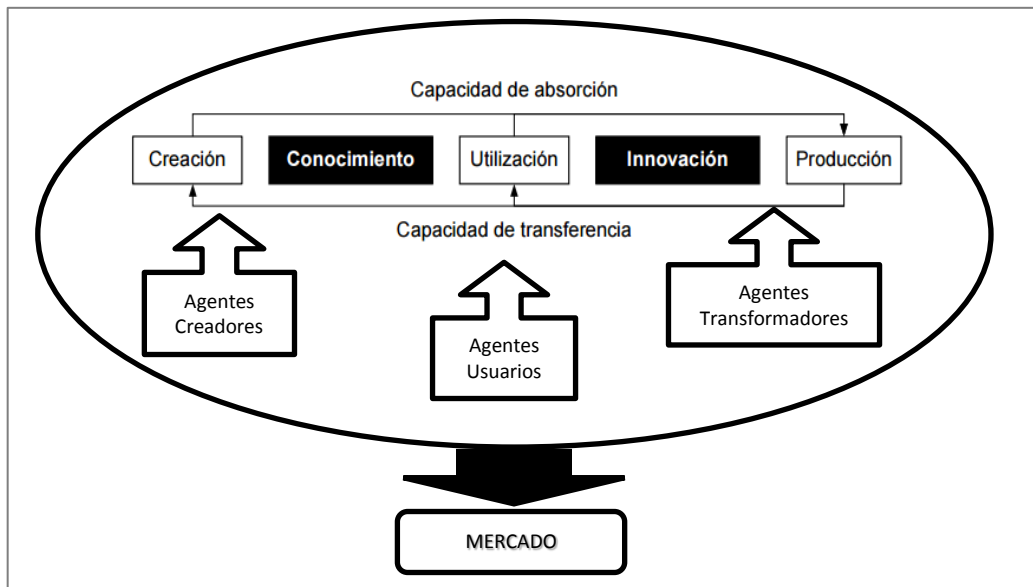 Capacidad de absorción
Creación
Conocimiento
Utilización
Innovación
Producción
Capacidad de transferencia
Agentes
Creadores
Agentes
Usuarios
Agentes
Transformadores
MERCADO